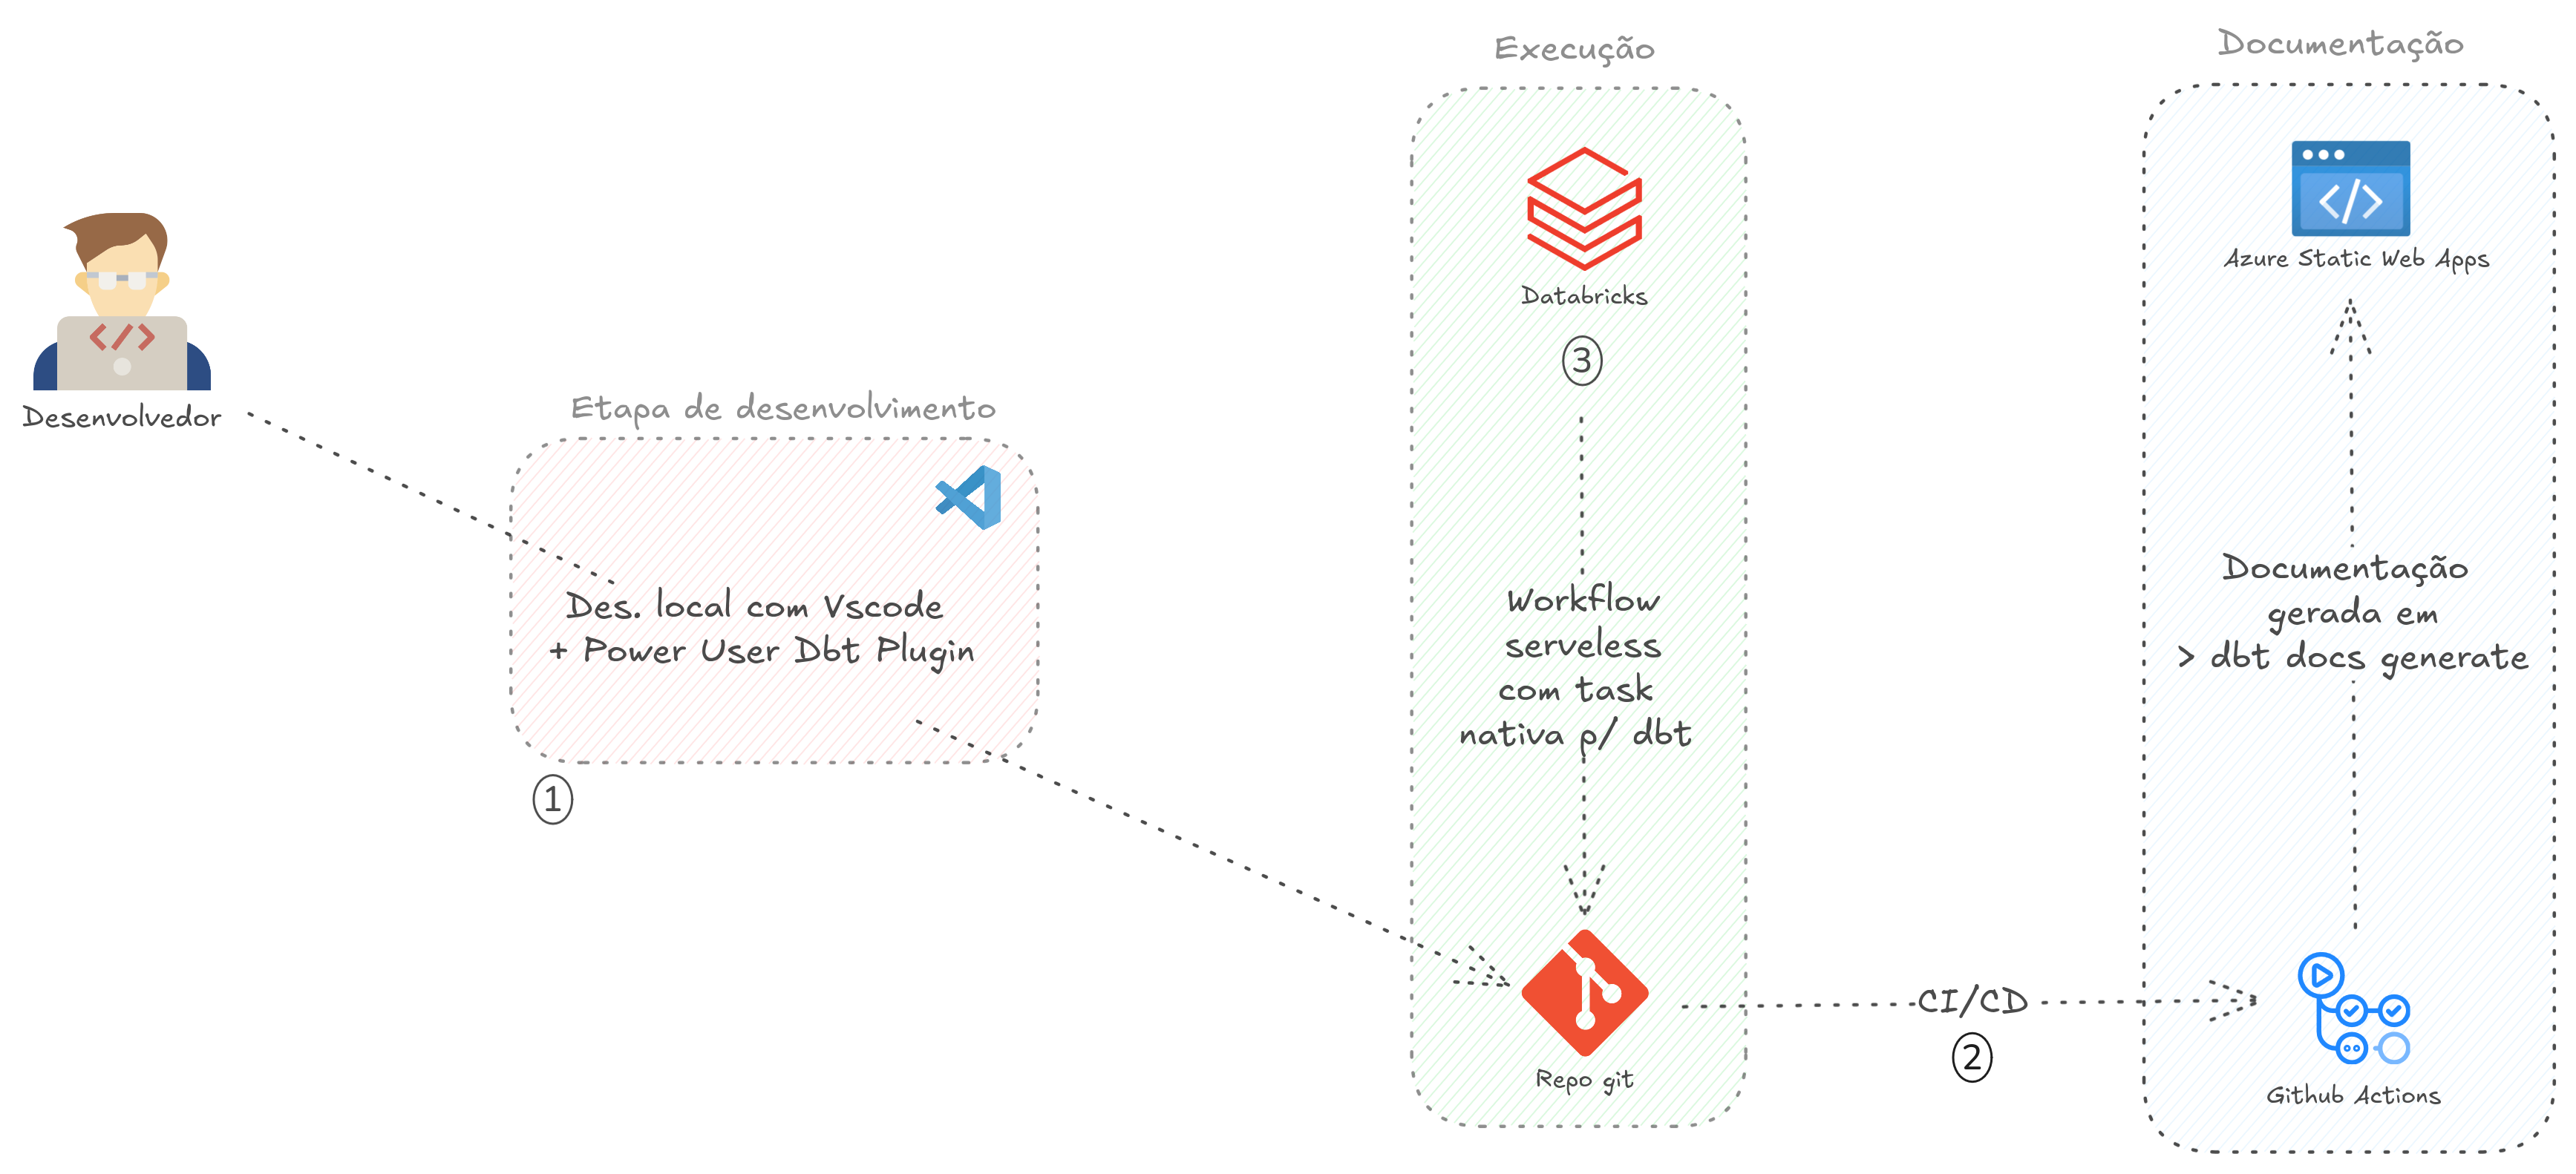 Desenvolvedor
Etapa de desenvolvimento
Des. local com Vscode
+ Power User Dbt Plugin
1
Execução
Databricks
3
Workflow
serveless
com task
nativa p/ dbt
Repo git
CI/CD
2
Documentação
Azure Static Web Apps
Documentação
gerada em
> dbt docs generate
Github Actions